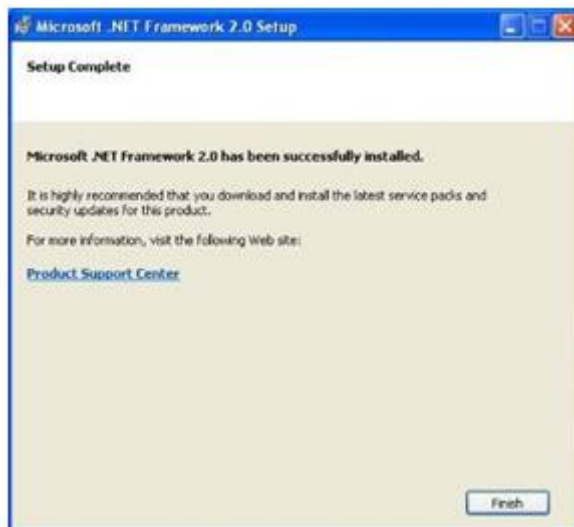 Microsoft .NET Framework 2.0 Setup
Setup Complete
Microsoft .NET Framework 2.0 has been successfully installed.
It is highly recommended that you download and install the latest service packs and
security updates for this product.
For more information, visit the following Web site:
Product Support Center
Finish